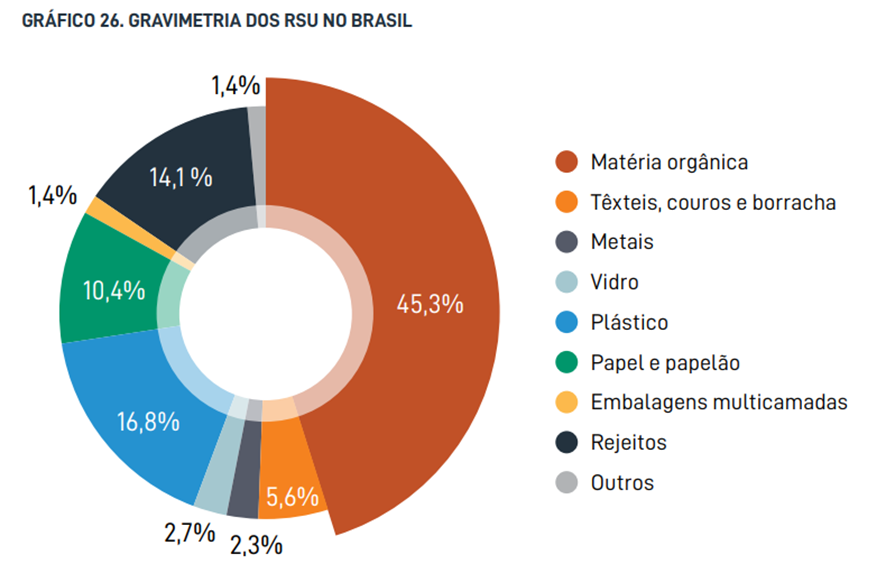 GRÁFICO 26. GRAVIMETRIA DOS RSU NO BRASIL
1,4%
14,1 %
1,4%
10,4%
45,3%
16,8%
5,6%
2,7%
2,3%
Matéria orgânica
Têxteis, couros e borracha
Metais
Vidro
Plástico
Papel e papelão
Embalagens multicamadas
Rejeitos
Outros